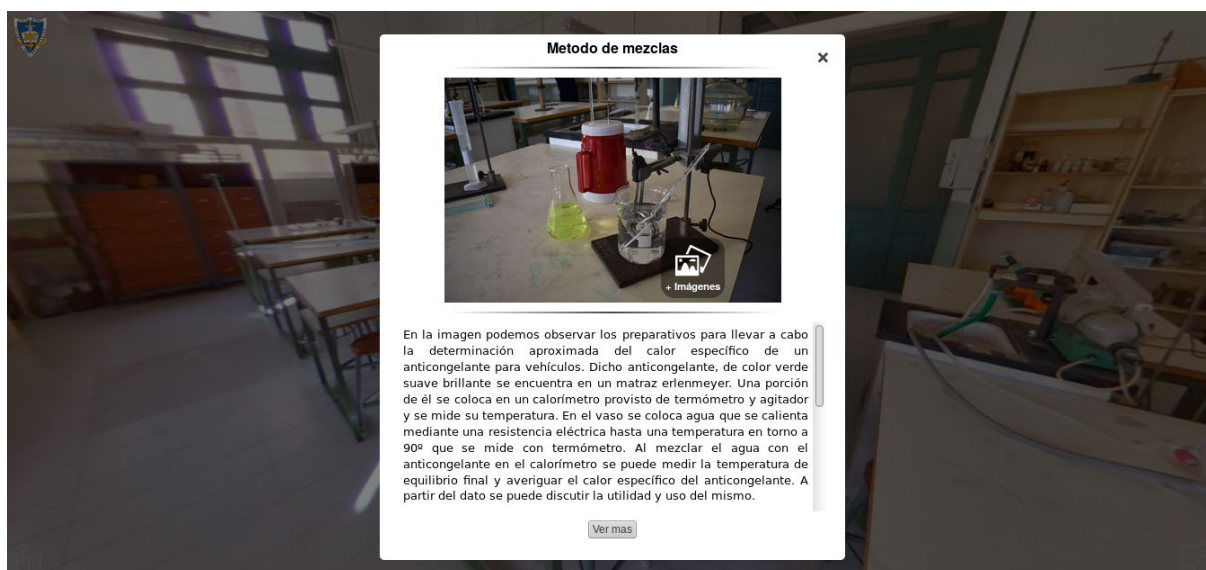 Metodo de mezclas
×
+ Imágenes
En la imagen podemos observar los preparativos para llevar a cabo
la determinación aproximada del calor específico de un
anticongelante para vehículos. Dicho anticongelante, de color verde
suave brillante se encuentra en un matraz erlenmeyer. Una porción
de él se coloca en un calorímetro provisto de termómetro y agitador
y se mide su temperatura. En el vaso se coloca agua que se calienta
mediante una resistencia eléctrica hasta una temperatura en torno a
90º que se mide con termómetro. Al mezclar el agua con el
anticongelante en el calorímetro se puede medir la temperatura de
equilibrio final y averiguar el calor específico del anticongelante. A
partir del dato se puede discutir la utilidad y uso del mismo.
Ver mas